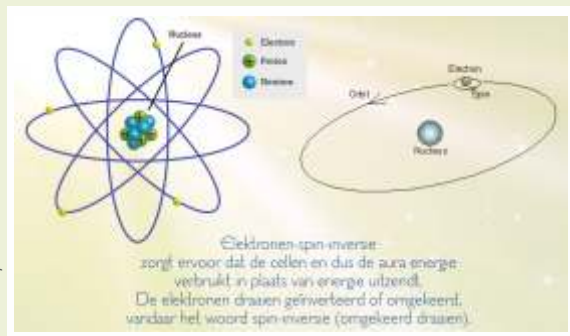 Nucleus
Electron
Proton
Neutron
Electron
Orbit
Spin
Nucleus
Elektronen-spin-inversie
zorgt ervoor dat de cellen en dus de aura energie
verbruikt in plaats van energie uitzendt.
De elektronen draaien geïnverteerd of omgekeerd,
vandaar het woord spin-inversie (omgekeerd draaien).